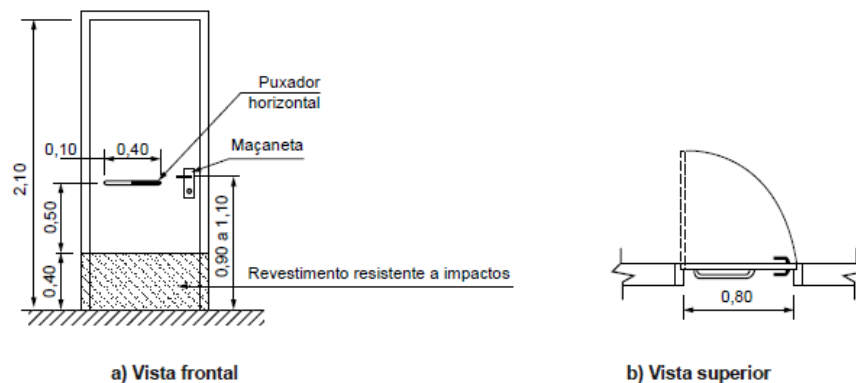 Puxador
horizontal
0,10
0,40
Maçaneta
2,10
0,50
0,90 a 1,10
0,40
Revestimento resistente a impactos
0,80
a) Vista frontal
b) Vista superior